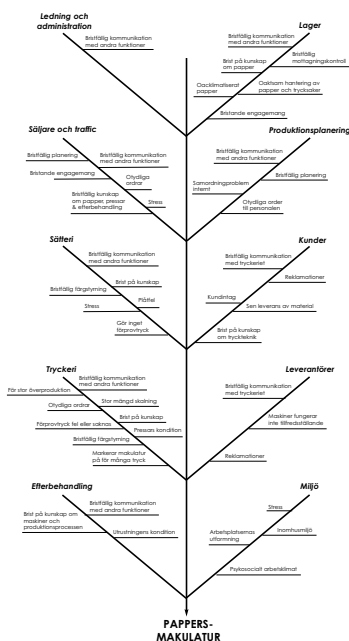 Ledning och
administration
Bristfällig kommunikation
med andra funktioner
Lager
Bristfällig kommunikation
med andra funktioner
Bristfällig
mottagningskontroll
Brist på kunskap
om papper
Oacklimatiserat
papper
Oaktsam hantering av
papper och trycksaker
Bristande engagemang
Säljare och traffic
Bristfällig planering
Bristfällig kommunikation
med andra funktioner
Bristande engagemang
Otydliga
ordrar
Bristfällig kunskap
om papper, pressar
& efterbehandling
Stress
Produktionsplanering
Bristfällig kommunikation
med andra funktioner
Bristfällig planering
Samordningproblem
internt
Otydliga order
till personalen
Sätteri
Bristfällig kommunikation
med andra funktioner
Brist på kunskap
Bristfällig färgstyrning
Plåtfel
Stress
Gör inget
förprovtryck
Kunder
Bristfällig kommunikation
med tryckeriet
Reklamationer
Kundintag
Sen leverans av material
Brist på kunskap
om tryckteknik
Tryckeri
Bristfällig kommunikation
med andra funktioner
För stor överproduktion
Stor mängd skalning
Otydliga ordrar
Brist på kunskap
Förprovtryck fel eller saknas
Pressars kondition
Bristfällig färgstyrning
Markerar makulatur
på för många tryck
Leverantörer
Bristfällig kommunikation
med tryckeriet
Maskiner fungerar
inte tillfredställande
Reklamationer
Efterbehandling
Bristfällig kommunikation
med andra funktioner
Brist på kunskap om
maskiner och
produktionsprocessen
Utrustningens kondition
Miljö
Stress
Inomhusmiljö
Arbetsplatsernas
utformning
Psykosocialt arbetsklimat
PAPPERS-
MAKULATUR